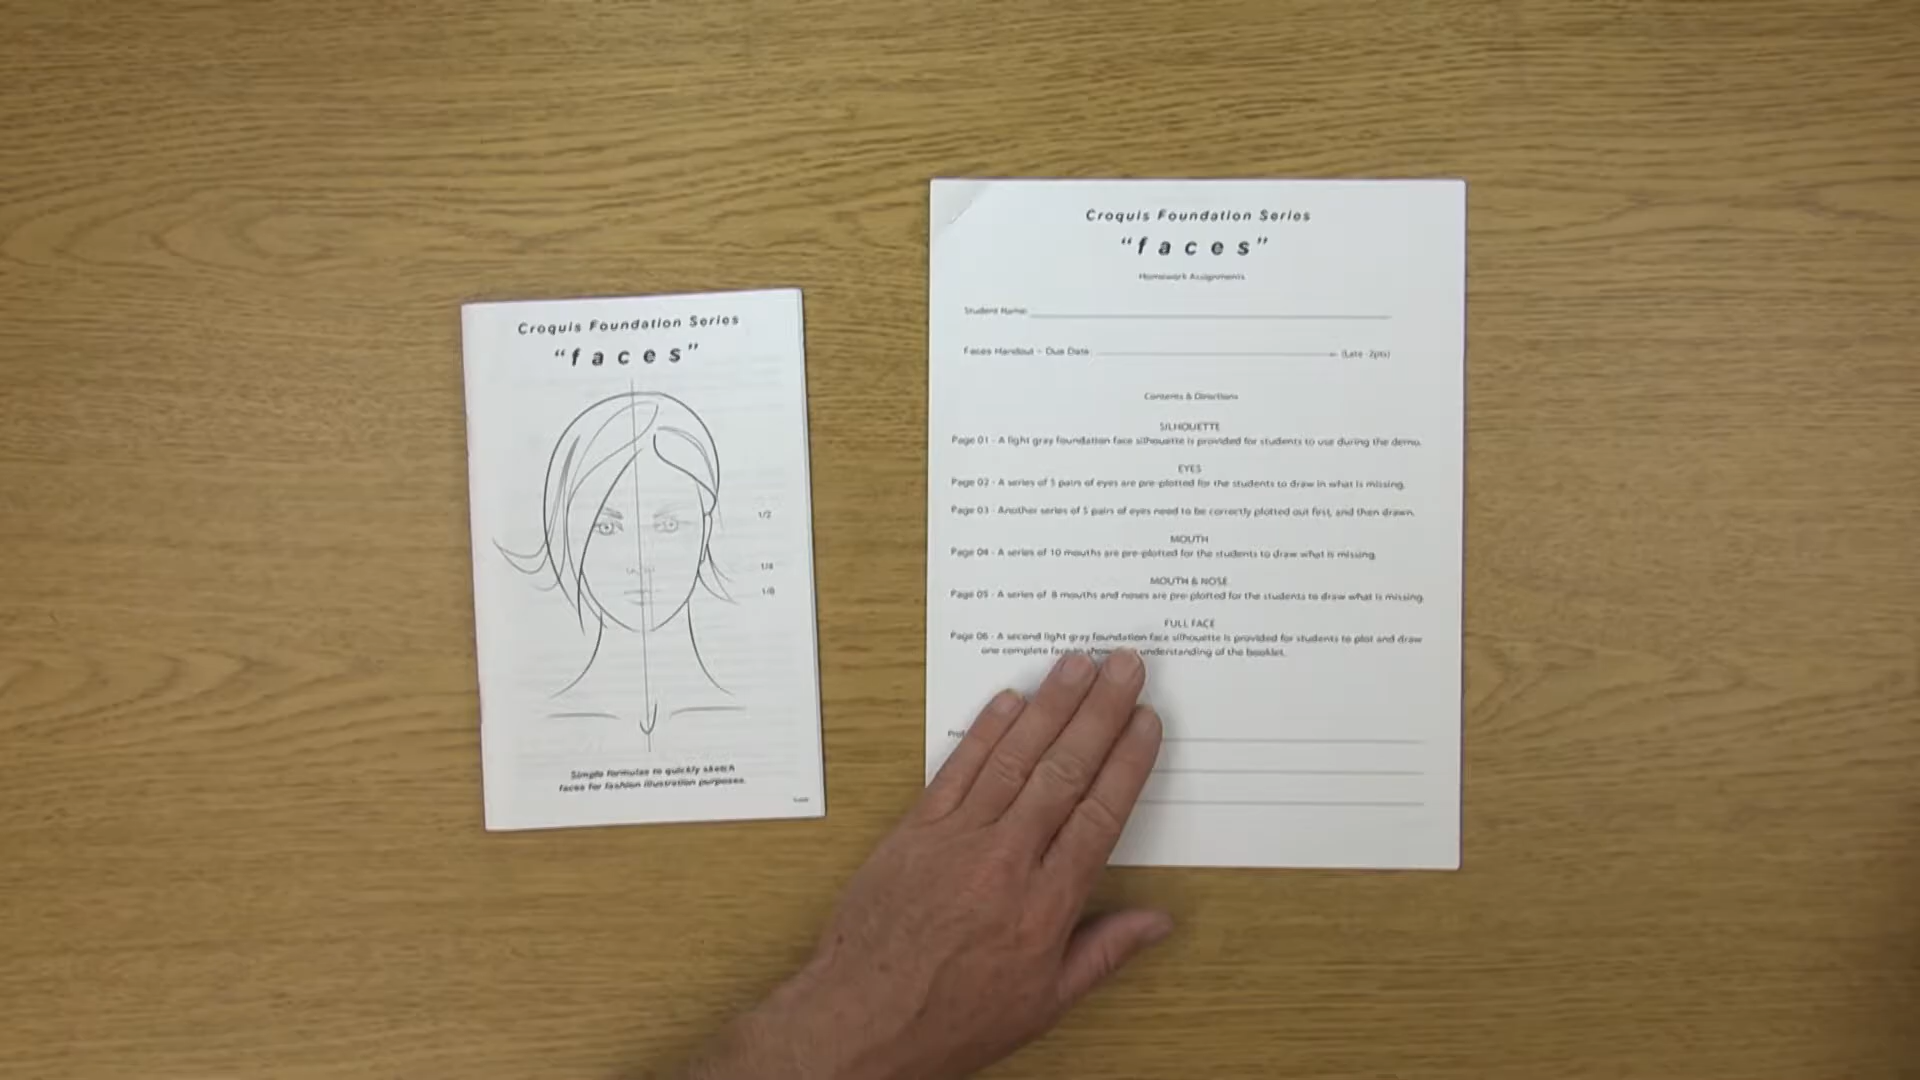 Croquis Foundation Series
"faces"
1/2
1/4
1/8
Simple formulas to quickly sketch
faces for fashion illustration purposes.
Croquis Foundation Series
"faces"
Homework Assignments
Student Name:
Faces Handout - Due Date: (Late -2pts)
Contents & Directions
SILHOUETTE
Page 01 - A light gray foundation face silhouette is provided for students to use during the demo.
EYES
Page 02 - A series of 5 pairs of eyes are pre-plotted for the students to draw in what is missing.
Page 03 - Another series of 5 pairs of eyes need to be correctly plotted out first, and then drawn.
MOUTH
Page 04 - A series of 10 mouths are pre-plotted for the students to draw what is missing.
MOUTH & NOSE
Page 05 - A series of 8 mouths and noses are pre-plotted for the students to draw what is missing.
FULL FACE
Page 06 - A second light gray foundation face silhouette is provided for students to plot and draw
one complete face to show understanding of the booklet.